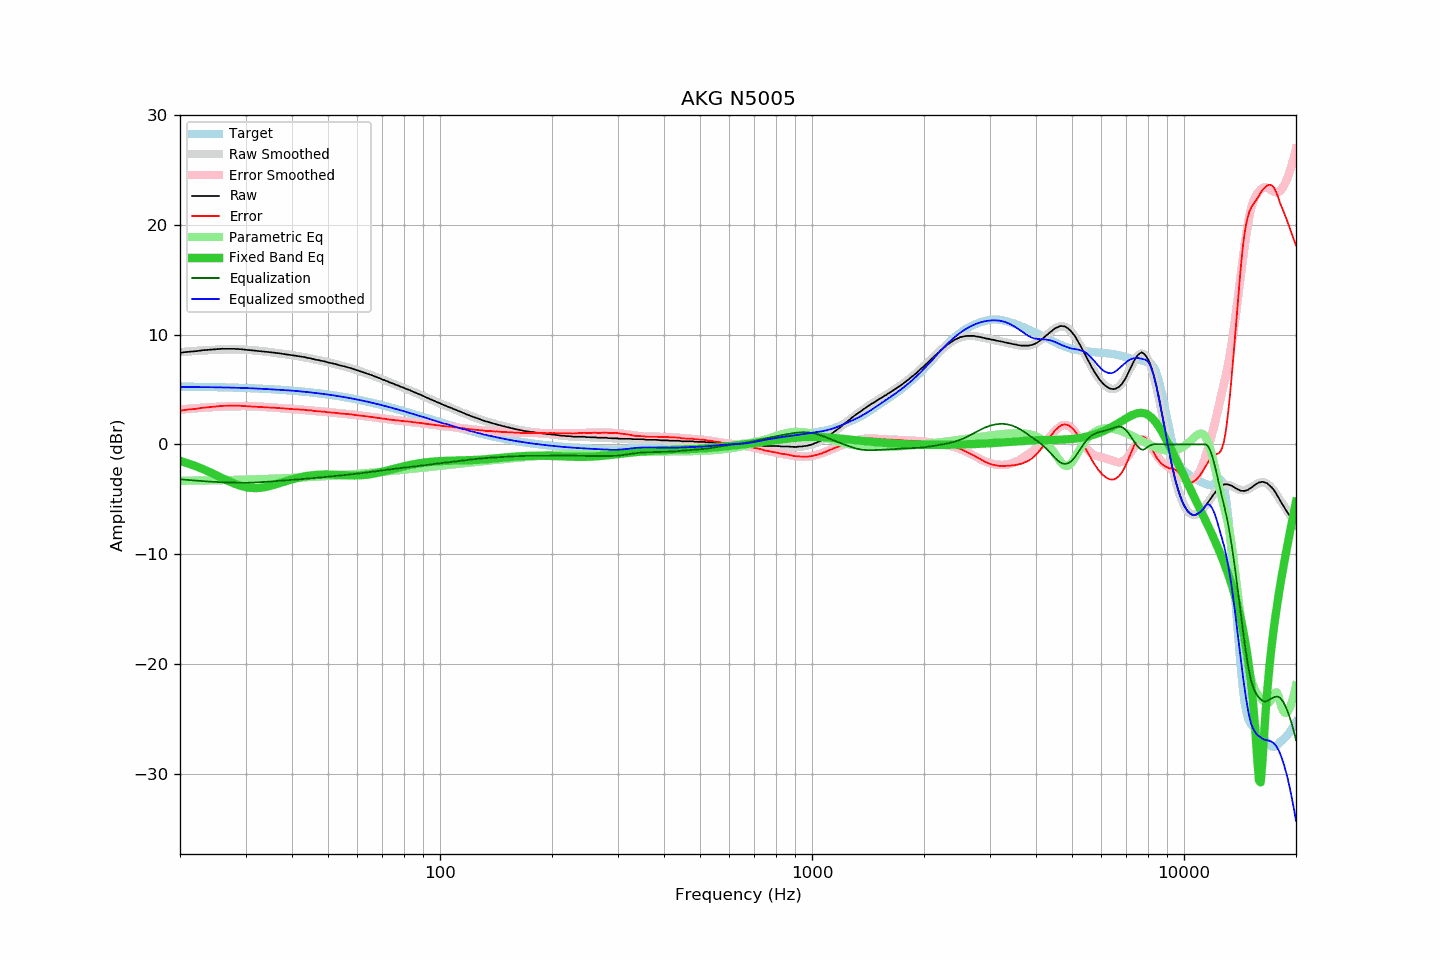 AKG N5005
30
20
10
0
−10
−20
−30
Amplitude (dBr)
Target
Raw Smoothed
Error Smoothed
Raw
Error
Parametric Eq
Fixed Band Eq
Equalization
Equalized smoothed
100
1000
10000
Frequency (Hz)